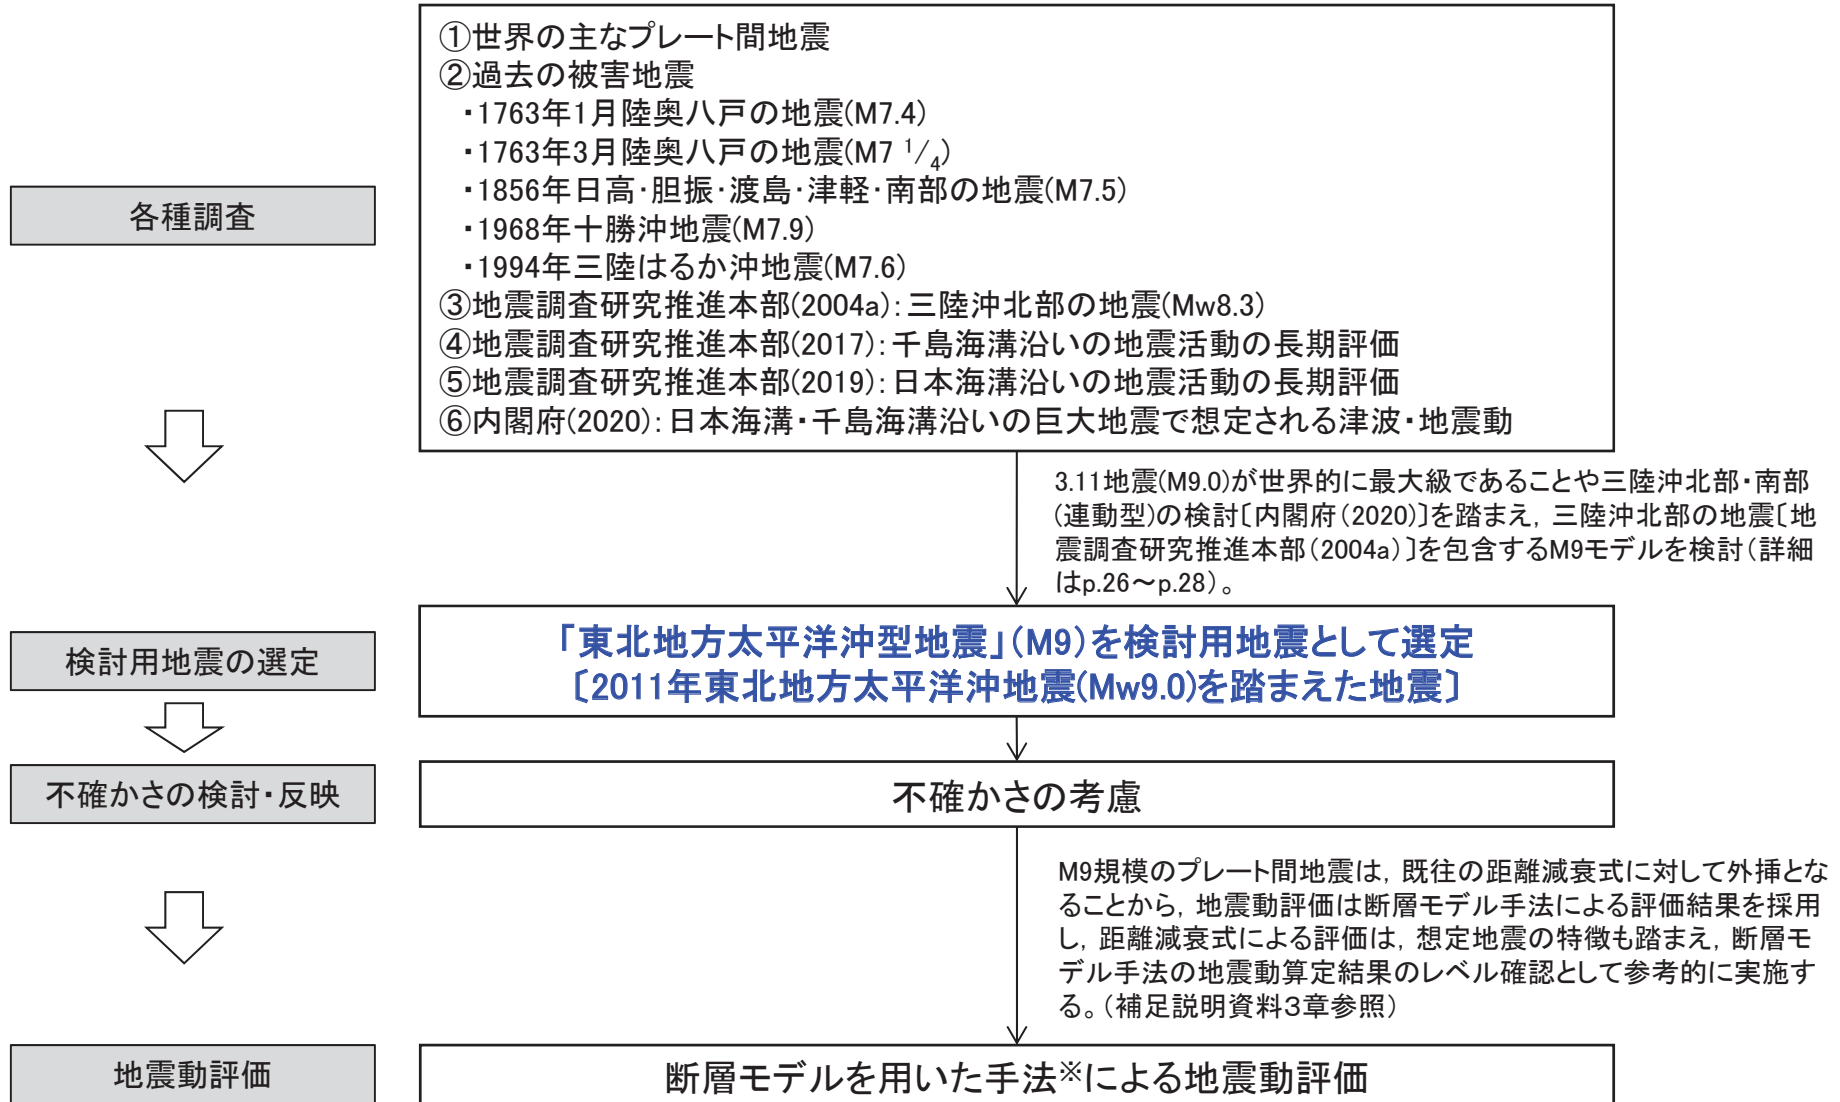 ①世界の主なプレート間地震
②過去の被害地震
・1763年1月陸奥八戸の地震(M7.4)
・1763年3月陸奥八戸の地震(M7 1/4)
・1856年日高・胆振・渡島・津軽・南部の地震(M7.5)
・1968年十勝沖地震(M7.9)
・1994年三陸はるか沖地震(M7.6)
③地震調査研究推進本部(2004a)：三陸沖北部の地震(Mw8.3)
④地震調査研究推進本部(2017)：千島海溝沿いの地震活動の長期評価
⑤地震調査研究推進本部(2019)：日本海溝沿いの地震活動の長期評価
⑥内閣府(2020)：日本海溝・千島海溝沿いの巨大地震で想定される津波・地震動
各種調査
3.11地震(M9.0)が世界的に最大級であることや三陸沖北部・南部
(連動型)の検討〔内閣府(2020)〕を踏まえ，三陸沖北部の地震〔地
震調査研究推進本部(2004a)〕を包含するM9モデルを検討(詳細
はp.26～p.28)。
検討用地震の選定
「東北地方太平洋沖型地震」(M9)を検討用地震として選定
〔2011年東北地方太平洋沖地震(Mw9.0)を踏まえた地震〕
不確かさの検討・反映
不確かさの考慮
M9規模のプレート間地震は，既往の距離減衰式に対して外挿とな
ることから，地震動評価は断層モデル手法による評価結果を採用
し，距離減衰式による評価は，想定地震の特徴も踏まえ，断層モ
デル手法の地震動算定結果のレベル確認として参考的に実施す
る。(補足説明資料3章参照)
地震動評価
断層モデルを用いた手法※による地震動評価